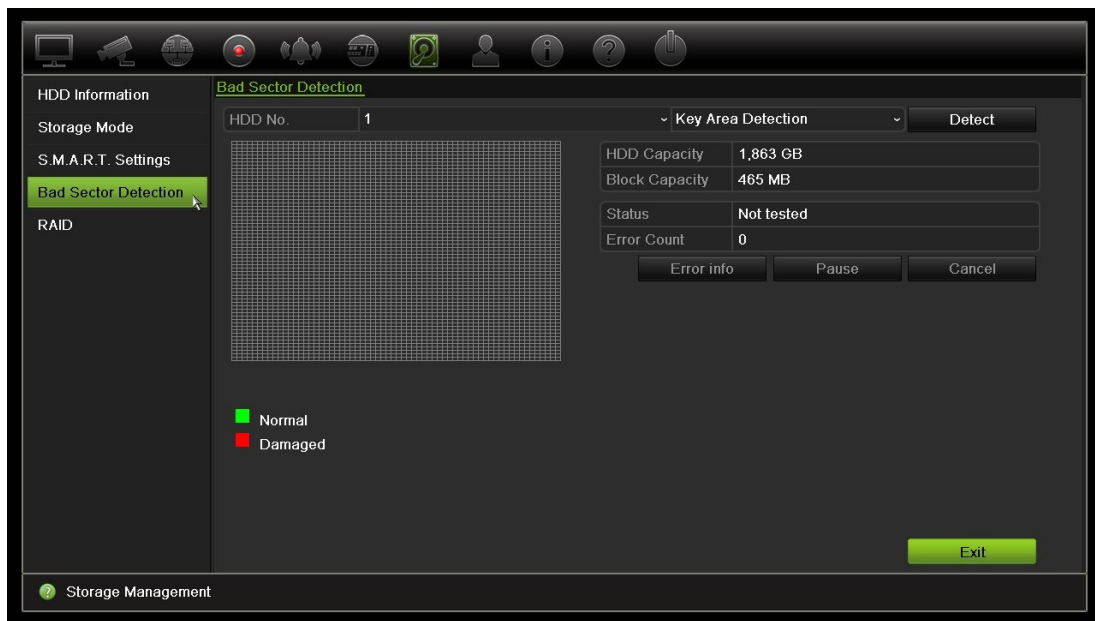 HDD Information
Storage Mode
S.M.A.R.T. Settings
Bad Sector Detection
RAID
Bad Sector Detection
HDD No. 1 Key Area Detection Detect
HDD Capacity 1,863 GB
Block Capacity 465 MB
Status Not tested
Error Count 0
Error info Pause Cancel
Normal
Damaged
Exit
Storage Management